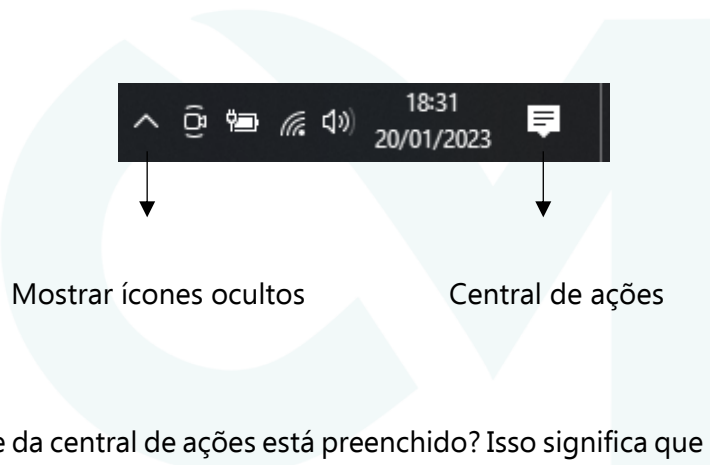 18:31
20/01/2023
Mostrar ícones ocultos
Central de ações
e da central de ações está preenchido? Isso significa que